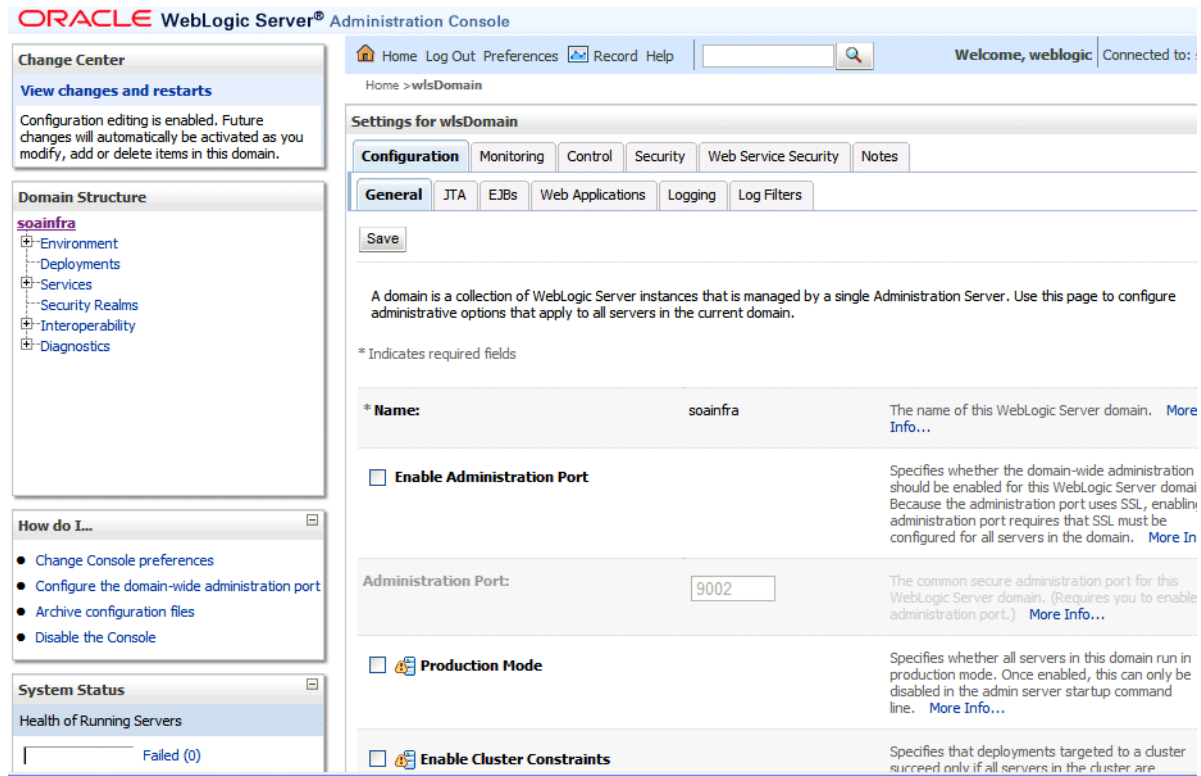 ORACLE WebLogic Server® Administration Console
Change Center
View changes and restarts
Configuration editing is enabled. Future
changes will automatically be activated as you
modify, add or delete items in this domain.
Domain Structure
soainfra
Environment
Deployments
Services
Security Realms
Interoperability
Diagnostics
How do I...
Change Console preferences
Configure the domain-wide administration port
Archive configuration files
Disable the Console
System Status
Health of Running Servers
Failed (0)
Home Log Out Preferences Record Help
Welcome, weblogic Connected to:
Home >wlsDomain
Settings for wlsDomain
Configuration Monitoring Control Security Web Service Security Notes
General JTA EJBs Web Applications Logging Log Filters
Save
A domain is a collection of WebLogic Server instances that is managed by a single Administration Server. Use this page to configure
administrative options that apply to all servers in the current domain.
* Indicates required fields
* Name: soainfra
The name of this WebLogic Server domain. More
Info...
Enable Administration Port
Specifies whether the domain-wide administration
should be enabled for this WebLogic Server
Because the administration port uses SSL,
administration port requires that SSL must be
configured for all servers in the domain. More
Administration Port: 9002
The common secure administration port for this
WebLogic Server domain. (Requires you to enable
administration port.) More Info...
Production Mode
Specifies whether all servers in this domain run in
production mode. Once enabled, this can only be
disabled in the admin server startup command
line. More Info...
Enable Cluster Constraints
Specifies that deployments targeted to a cluster
succeed only if all servers in the cluster are